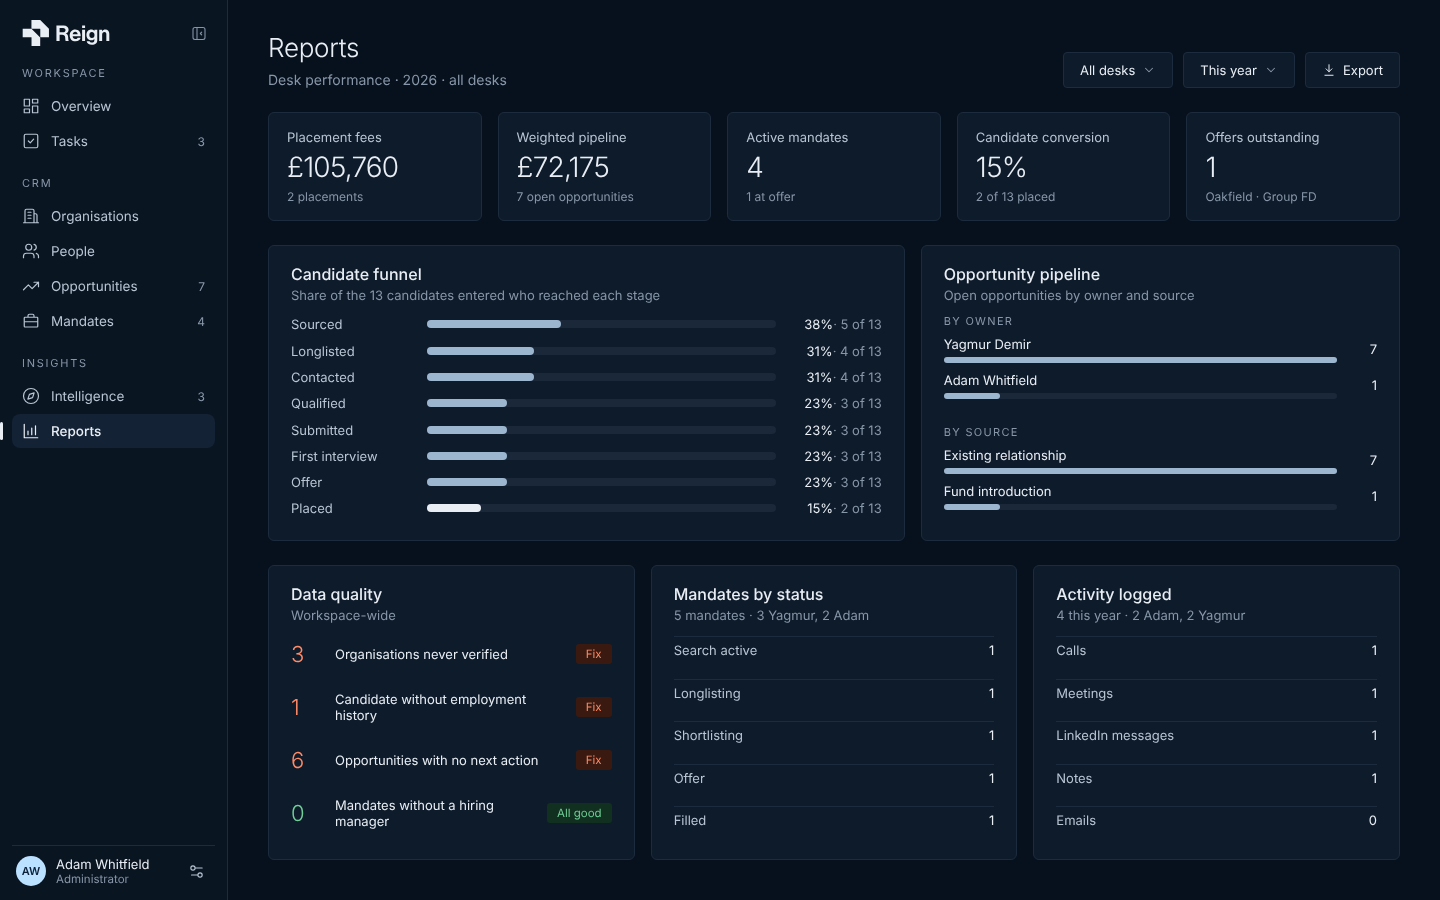 Reign
WORKSPACE
Overview
Tasks 3
CRM
Organisations
People
Opportunities 7
Mandates 4
INSIGHTS
Intelligence 3
Reports
AW
Adam Whitfield
Administrator
Reports
Desk performance · 2026 · all desks
All desks
This year
Export
Placement fees
£105,760
2 placements
Weighted pipeline
£72,175
7 open opportunities
Active mandates
4
1 at offer
Candidate conversion
15%
2 of 13 placed
Offers outstanding
1
Oakfield · Group FD
Candidate funnel
Share of the 13 candidates entered who reached each stage
Sourced 38% · 5 of 13
Longlisted 31% · 4 of 13
Contacted 31% · 4 of 13
Qualified 23% · 3 of 13
Submitted 23% · 3 of 13
First interview 23% · 3 of 13
Offer 23% · 3 of 13
Placed 15% · 2 of 13
Opportunity pipeline
Open opportunities by owner and source
BY OWNER
Yagmur Demir 7
Adam Whitfield 1
BY SOURCE
Existing relationship 7
Fund introduction 1
Data quality
Workspace-wide
3 Organisations never verified Fix
1 Candidate without employment
history Fix
6 Opportunities with no next action Fix
0 Mandates without a hiring
manager All good
Mandates by status
5 mandates · 3 Yagmur, 2 Adam
Search active 1
Longlisting 1
Shortlisting 1
Offer 1
Filled 1
Activity logged
4 this year · 2 Adam, 2 Yagmur
Calls 1
Meetings 1
LinkedIn messages 1
Notes 1
Emails 0